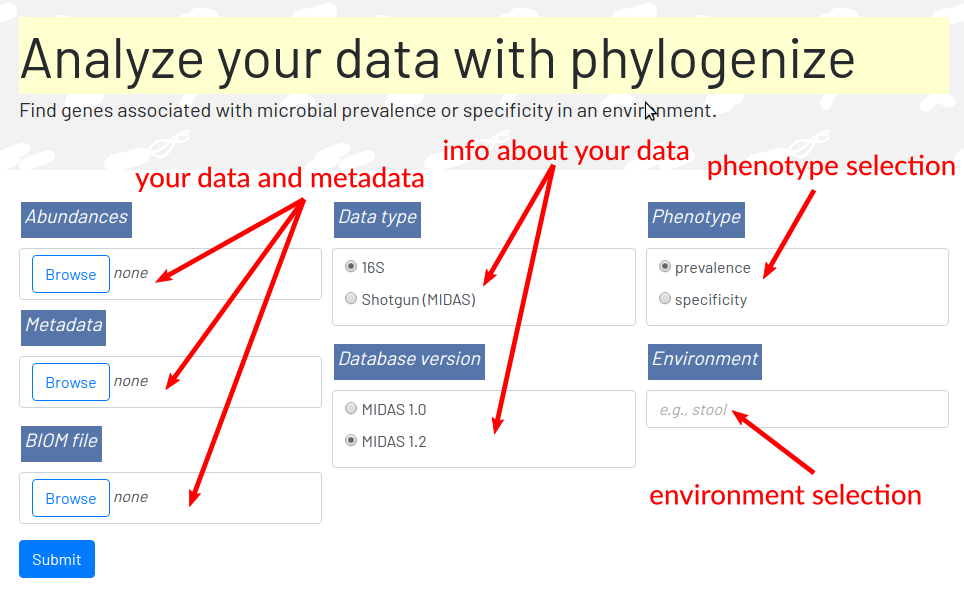 Analyze your data with phylogenize
Find genes associated with microbial prevalence or specificity in an environment.
your data and metadata
info about your data
phenotype selection
Abundances
Browse none
Metadata
Browse none
BIOM file
Browse none
Submit
Data type
16S
Shotgun (MIDAS)
Database version
MIDAS 1.0
MIDAS 1.2
Phenotype
prevalence
specificity
Environment
e.g., stool
environment selection